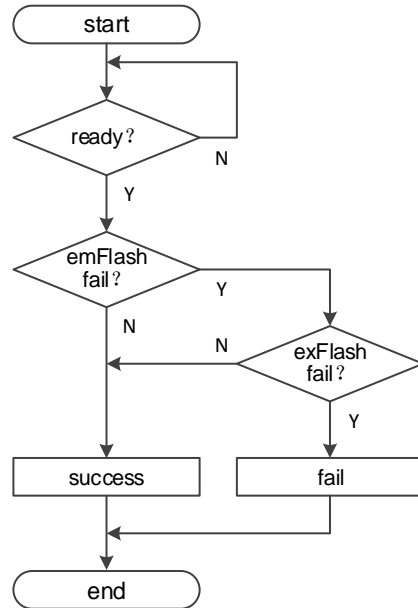 start
ready？
N
Y
emFlash
fail？
Y
N
N
exFlash
fail？
Y
success
fail
end